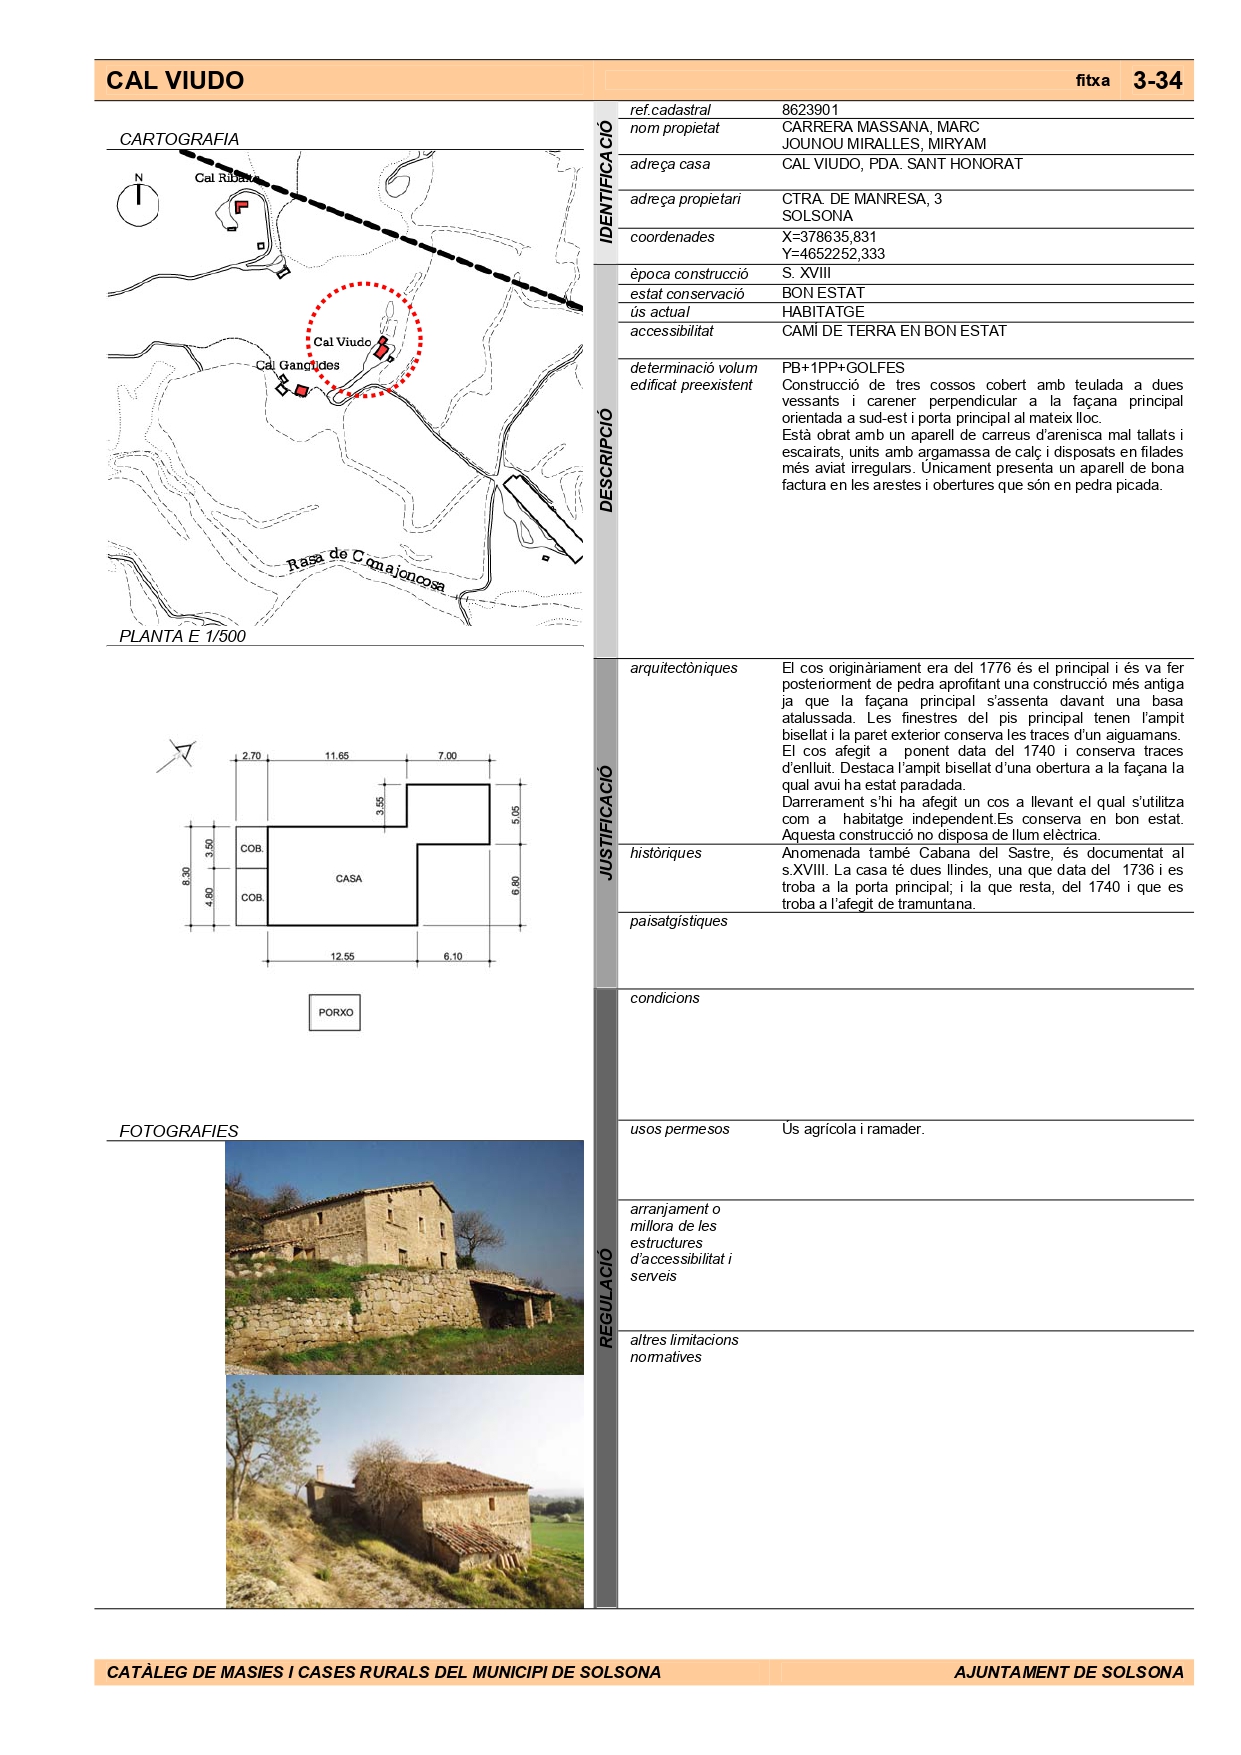 CAL VIUDO
fitxa 3-34
CARTOGRAFIA
N
Cal Ribalta
Cal Viudo
Cal Gangildes
Rasa de Comajoncosa
PLANTA E 1/500
2.70 11.65 7.00
3.55
5.05
3.50
8.30
4.80
6.80
COB.
COB.
CASA
12.55 6.10
PORXO
FOTOGRAFIES
IDENTIFICACIÓ
ref.cadastral 8623901
nom propietat CARRERA MASSANA, MARC
JOUNOU MIRALLES, MIRYAM
adreça casa CAL VIUDO, PDA. SANT HONORAT
adreça propietari CTRA. DE MANRESA, 3
SOLSONA
coordenades X=378635,831
Y=4652252,333
DESCRIPCIÓ
època construcció S. XVIII
estat conservació BON ESTAT
ús actual HABITATGE
accessibilitat CAMÍ DE TERRA EN BON ESTAT
determinació volum PB+1PP+GOLFES
edificat preexistent Construcció de tres cossos cobert amb teulada a dues
vessants i carener perpendicular a la façana principal
orientada a sud-est i porta principal al mateix lloc.
Està obrat amb un aparell de carreus d’arenisca mal tallats i
escairats, units amb argamassa de calç i disposats en filades
més aviat irregulars. Únicament presenta un aparell de bona
factura en les arestes i obertures que són en pedra picada.
JUSTIFICACIÓ
arquitectòniques El cos originàriament era del 1776 és el principal i és va fer
posteriorment de pedra aprofitant una construcció més antiga
ja que la façana principal s’assenta davant una basa
atalussada. Les finestres del pis principal tenen l’ampit
bisellat i la paret exterior conserva les traces d’un aiguamans.
El cos afegit a ponent data del 1740 i conserva traces
d’enlluit. Destaca l’ampit bisellat d’una obertura a la façana la
qual avui ha estat paradada.
Darrerament s’hi ha afegit un cos a llevant el qual s’utilitza
com a habitatge independent.Es conserva en bon estat.
Aquesta construcció no disposa de llum elèctrica.
històriques Anomenada també Cabana del Sastre, és documentat al
s.XVIII. La casa té dues llindes, una que data del 1736 i es
troba a la porta principal; i la que resta, del 1740 i que es
troba a l’afegit de tramuntana.
paisatgístiques
REGULACIÓ
condicions
usos permesos Ús agrícola i ramader.
arranjament o
millora de les
estructures
d’accessibilitat i
serveis
altres limitacions
normatives
CATÀLEG DE MASIES I CASES RURALS DEL MUNICIPI DE SOLSONA AJUNTAMENT DE SOLSONA